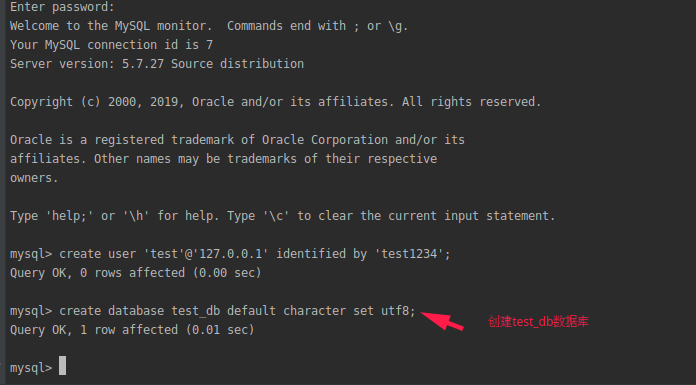 Enter password:
Welcome to the MySQL monitor.  Commands end with ; or \g.
Your MySQL connection id is 7
Server version: 5.7.27 Source distribution
Copyright (c) 2000, 2019, Oracle and/or its affiliates. All rights reserved.
Oracle is a registered trademark of Oracle Corporation and/or its
affiliates. Other names may be trademarks of their respective
owners.
Type 'help;' or '\h' for help. Type '\c' to clear the current input statement.
mysql> create user 'test'@'127.0.0.1' identified by 'test1234';
Query OK, 0 rows affected (0.00 sec)
mysql> create database test_db default character set utf8;
创建test_db数据库
Query OK, 1 row affected (0.01 sec)
mysql>